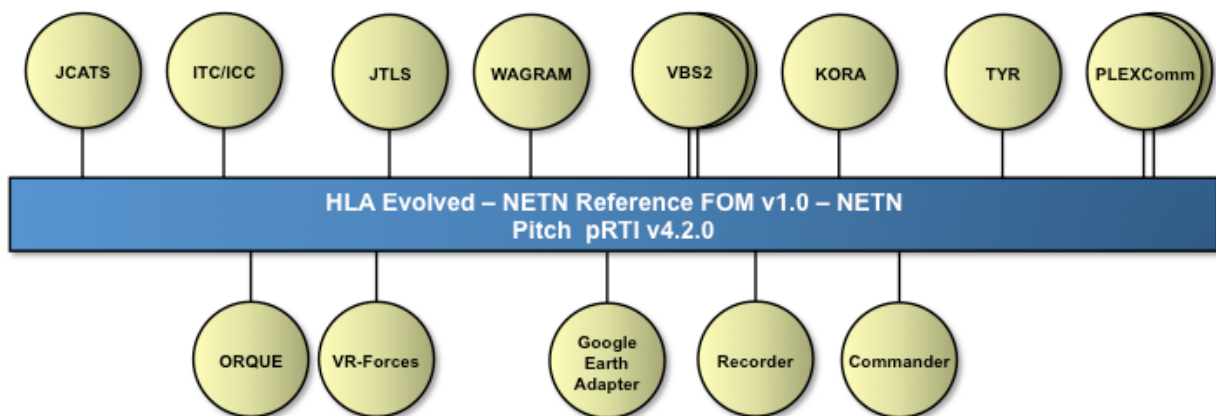 JCATS
ITC/ICC
JTLS
WAGRAM
VBS2
KORA
TYR
PLEXComm
HLA Evolved – NETN Reference FOM v1.0 – NETN
Pitch pRTI v4.2.0
ORQUE
VR-Forces
Google
Earth
Adapter
Recorder
Commander